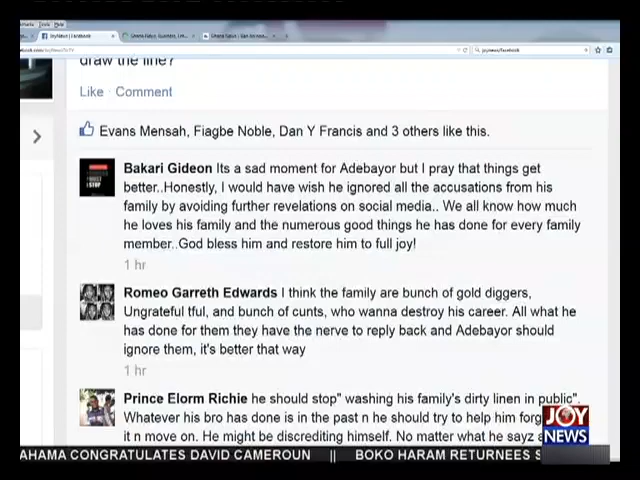 JoyNews | Facebook
joynews/facebook
draw the line?
Like · Comment
Evans Mensah, Fiagbe Noble, Dan Y Francis and 3 others like this.
Bakari Gideon Its a sad moment for Adebayor but I pray that things get
better..Honestly, I would have wish he ignored all the accusations from his
family by avoiding further revelations on social media.. We all know how much
he loves his family and the numerous good things he has done for every family
member..God bless him and restore him to full joy!
1 hr
Romeo Garreth Edwards I think the family are bunch of gold diggers,
Ungrateful tful, and bunch of cunts, who wanna destroy his career. All what he
has done for them they have the nerve to reply back and Adebayor should
ignore them, it's better that way
1 hr
Prince Elorm Richie he should stop" washing his family's dirty linen in public".
Whatever his bro has done is in the past n he should try to help him forg
it n move on. He might be discrediting himself. No matter what he sayz a
JOY
NEWS
AHAMA CONGRATULATES DAVID CAMEROUN || BOKO HARAM RETURNEES S